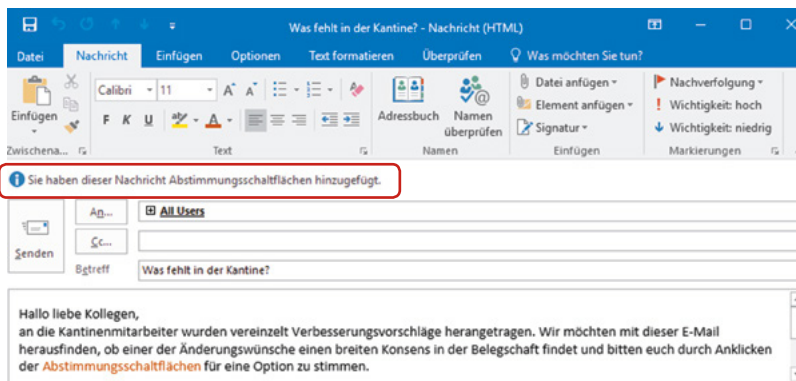 Was fehlt in der Kantine? - Nachricht (HTML)
Datei Nachricht Einfügen Optionen Text formatieren Überprüfen Was möchten Sie tun?
Einfügen
Calibri 11
F K U
Adressbuch Namen überprüfen
Datei anfügen
Element anfügen
Signatur
Nachverfolgung
Wichtigkeit: hoch
Wichtigkeit: niedrig
Zwischena... Text Namen Einfügen Markierungen
Sie haben dieser Nachricht Abstimmungsschaltflächen hinzugefügt.
Senden
An... All Users
Cc...
Betreff Was fehlt in der Kantine?
Hallo liebe Kollegen,
an die Kantinenmitarbeiter wurden vereinzelt Verbesserungsvorschläge herangetragen. Wir möchten mit dieser E-Mail
herausfinden, ob einer der Änderungswünsche einen breiten Konsens in der Belegschaft findet und bitten euch durch Anklicken
der Abstimmungsschaltflächen für eine Option zu stimmen.